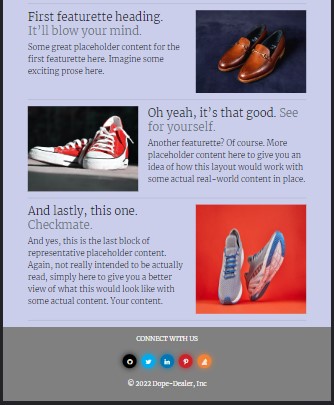 First featurette heading.
It’ll blow your mind.
Some great placeholder content for the
first featurette here. Imagine some
exciting prose here.
Oh yeah, it’s that good. See
for yourself.
Another featurette? Of course. More
placeholder content here to give you an
idea of how this layout would work with
some actual real-world content in place.
And lastly, this one.
Checkmate.
And yes, this is the last block of
representative placeholder content.
Again, not really intended to be actually
read, simply here to give you a better
view of what this would look like with
some actual content. Your content.
CONNECT WITH US
© 2022 Dope-Dealer, Inc